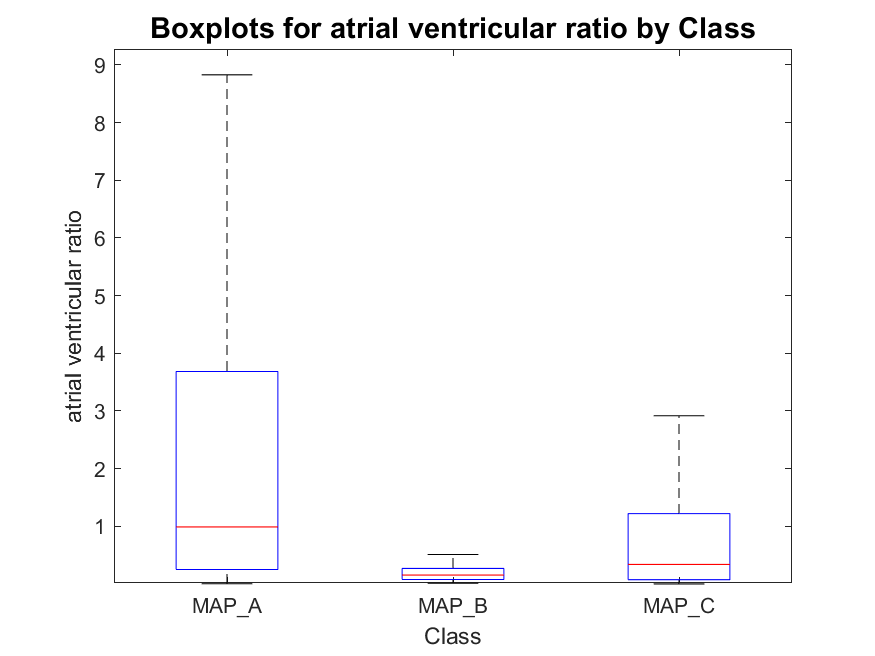 Boxplots for atrial ventricular ratio by Class
9
8
7
6
5
4
3
2
1
atrial ventricular ratio
MAP_A MAP_B MAP_C
Class